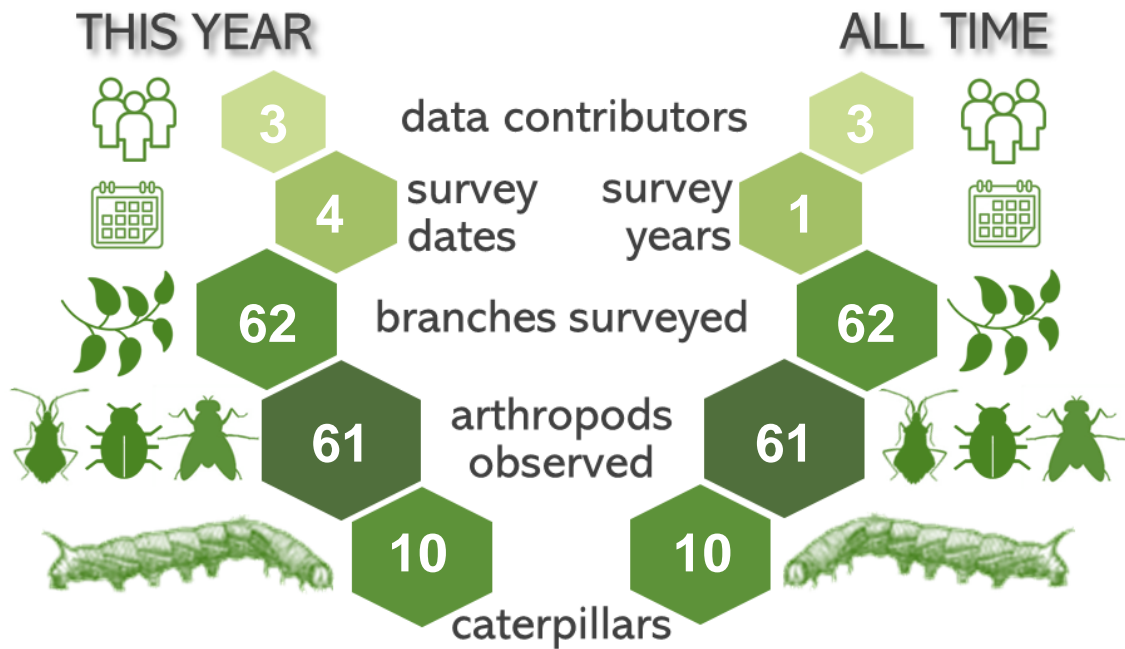 THIS YEAR
ALL TIME
3
data contributors
3
4
survey
dates
survey
years
1
62
branches surveyed
62
61
arthropods
observed
61
10
10
caterpillars